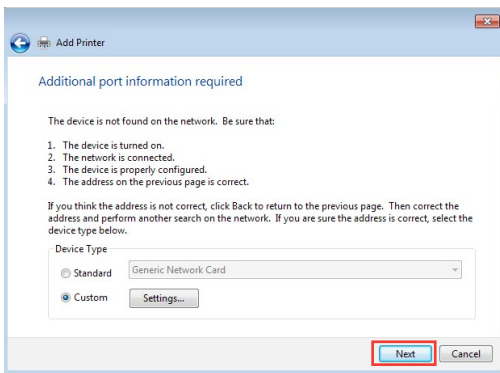 Add Printer
Additional port information required
The device is not found on the network. Be sure that:
1. The device is turned on.
2. The network is connected.
3. The device is properly configured.
4. The address on the previous page is correct.
If you think the address is not correct, click Back to return to the previous page. Then correct the
address and perform another search on the network. If you are sure the address is correct, select the
device type below.
Device Type
Standard Generic Network Card
Custom Settings...
Next Cancel